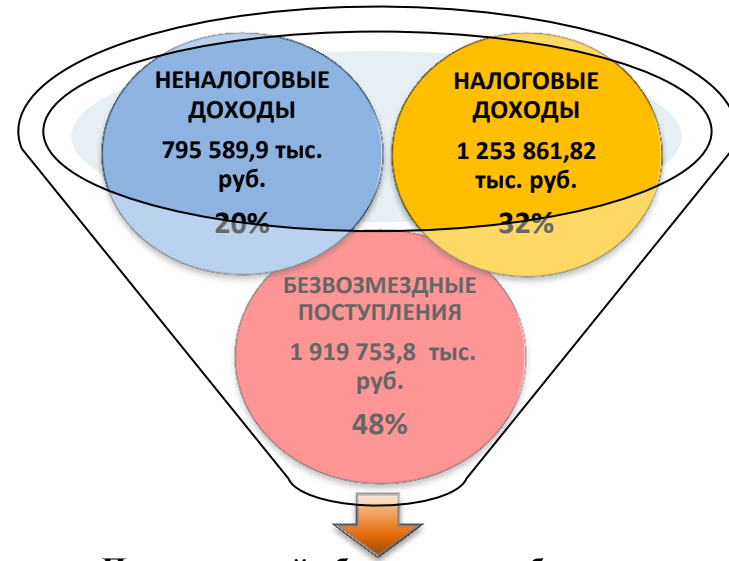 НЕНАЛОГОВЫЕ
ДОХОДЫ
795 589,9 тыс.
руб.
20%
НАЛОГОВЫЕ
ДОХОДЫ
1 253 861,82
тыс. руб.
32%
БЕЗВОЗМЕЗДНЫЕ
ПОСТУПЛЕНИЯ
1 919 753,8 тыс.
руб.
48%